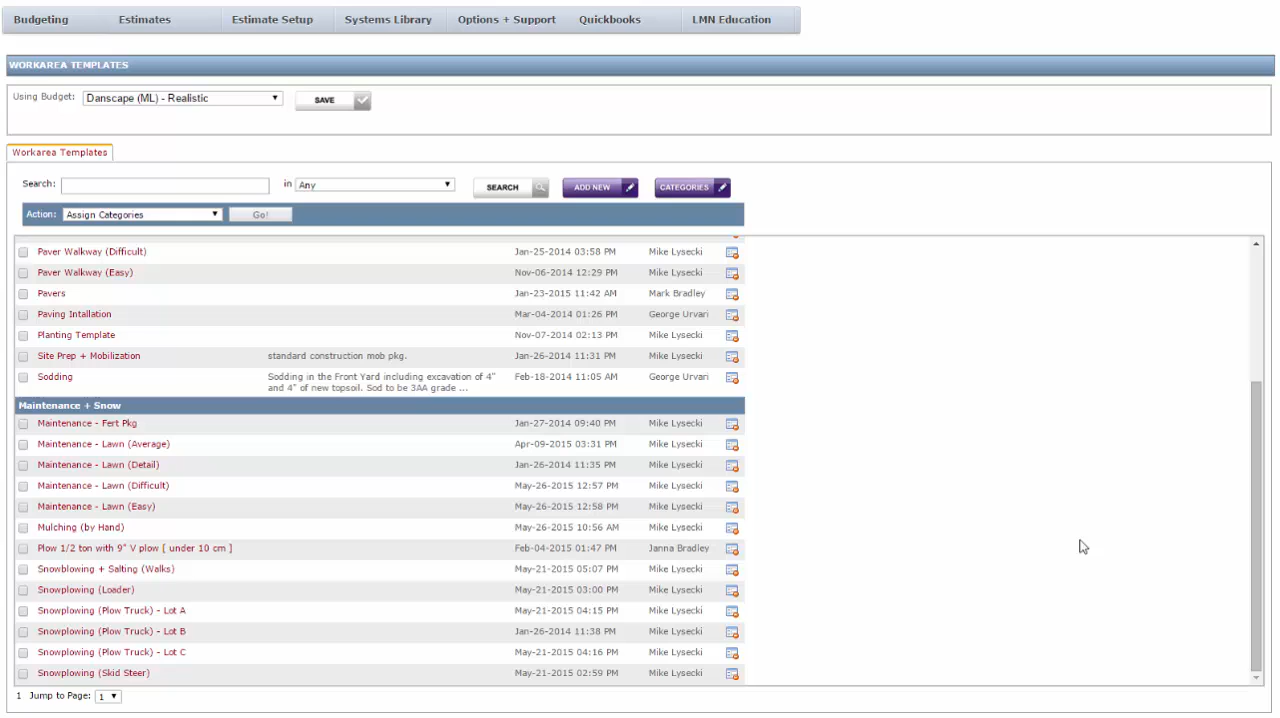 Budgeting Estimates Estimate Setup Systems Library Options + Support Quickbooks LMN Education
WORKAREA TEMPLATES
Using Budget: Danscape (ML) - Realistic SAVE
Workarea Templates
Search: in Any SEARCH ADD NEW CATEGORIES
Action: Assign Categories Go!
Paver Walkway (Difficult) Jan-25-2014 03:58 PM Mike Lysecki
Paver Walkway (Easy) Nov-06-2014 12:29 PM Mike Lysecki
Pavers Jan-23-2015 11:42 AM Mark Bradley
Paving Intallation Mar-04-2014 01:26 PM George Urvari
Planting Template Nov-07-2014 02:13 PM Mike Lysecki
Site Prep + Mobilization standard construction mob pkg. Jan-26-2014 11:31 PM Mike Lysecki
Sodding Sodding in the Front Yard including excavation of 4" Feb-18-2014 11:05 AM George Urvari
and 4" of new topsoil. Sod to be 3AA grade ...
Maintenance + Snow
Maintenance - Fert Pkg Jan-27-2014 09:40 PM Mike Lysecki
Maintenance - Lawn (Average) Apr-09-2015 03:31 PM Mike Lysecki
Maintenance - Lawn (Detail) Jan-26-2014 11:35 PM Mike Lysecki
Maintenance - Lawn (Difficult) May-26-2015 12:57 PM Mike Lysecki
Maintenance - Lawn (Easy) May-26-2015 12:58 PM Mike Lysecki
Mulching (by Hand) May-26-2015 10:56 AM Mike Lysecki
Plow 1/2 ton with 9" V plow [ under 10 cm ] Feb-04-2015 01:47 PM Janna Bradley
Snowblowing + Salting (Walks) May-21-2015 05:07 PM Mike Lysecki
Snowplowing (Loader) May-21-2015 03:00 PM Mike Lysecki
Snowplowing (Plow Truck) - Lot A May-21-2015 04:15 PM Mike Lysecki
Snowplowing (Plow Truck) - Lot B Jan-26-2014 11:38 PM Mike Lysecki
Snowplowing (Plow Truck) - Lot C May-21-2015 04:16 PM Mike Lysecki
Snowplowing (Skid Steer) May-21-2015 02:59 PM Mike Lysecki
1 Jump to Page: 1